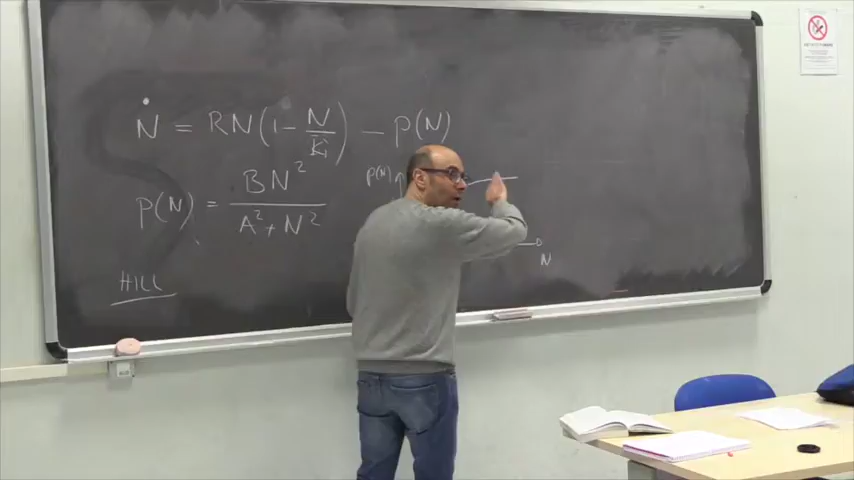 Ṅ = RN(1 - N/K) - P(N)
P(N) = BN² / A² + N²
P(N)
N
HILL